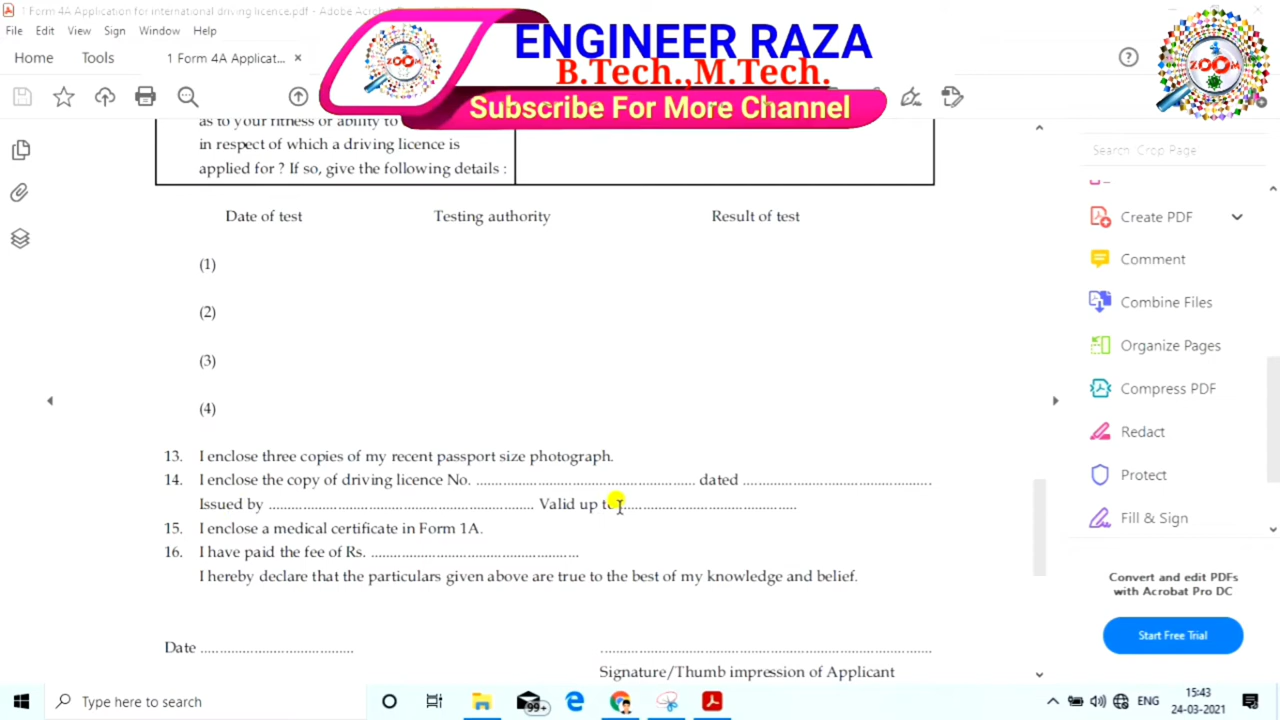 1 Form 4A Application for international driving licence.pdf - Adobe Acrobat
File Edit View Sign Window Help
Home Tools 1 Form 4A Applicat... ×
ZOOM
ENGINEER RAZA
B.Tech.,M.Tech.
Subscribe For More Channel
ZOOM
as to your fitness or ability to
in respect of which a driving licence is
applied for ? If so, give the following details :
Date of test Testing authority Result of test
(1)
(2)
(3)
(4)
13. I enclose three copies of my recent passport size photograph.
14. I enclose the copy of driving licence No. ........................................................ dated .................................................
Issued by .................................................................... Valid up to .............................................
15. I enclose a medical certificate in Form 1A.
16. I have paid the fee of Rs. ......................................................
I hereby declare that the particulars given above are true to the best of my knowledge and belief.
Date ........................................
.....................................................................................
Signature/Thumb impression of Applicant
Search Crop Page
Create PDF
Comment
Combine Files
Organize Pages
Compress PDF
Redact
Protect
Fill & Sign
Convert and edit PDFs
with Acrobat Pro DC
Start Free Trial
Type here to search
99+
ENG
15:43
24-03-2021